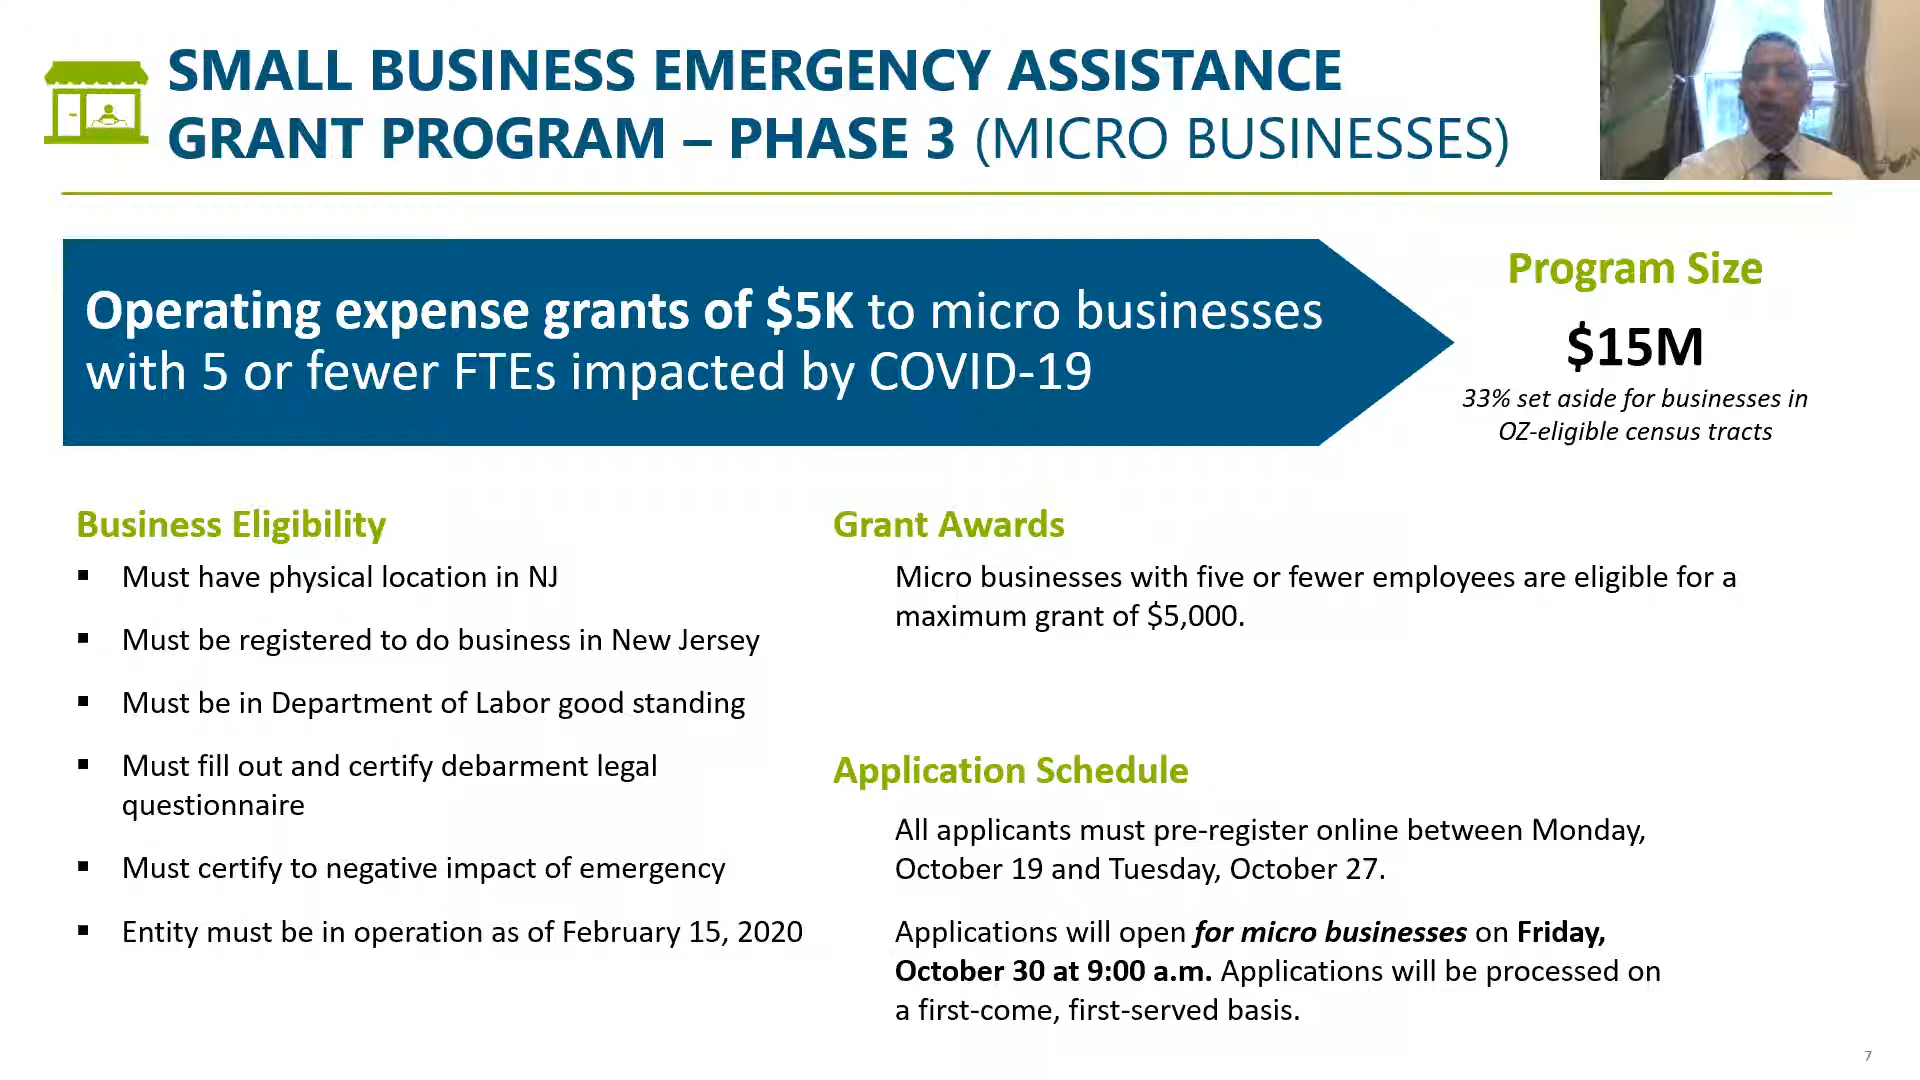 SMALL BUSINESS EMERGENCY ASSISTANCE
GRANT PROGRAM – PHASE 3 (MICRO BUSINESSES)
Operating expense grants of $5K to micro businesses
with 5 or fewer FTEs impacted by COVID-19
Program Size
$15M
33% set aside for businesses in
OZ-eligible census tracts
Business Eligibility
▪ Must have physical location in NJ
▪ Must be registered to do business in New Jersey
▪ Must be in Department of Labor good standing
▪ Must fill out and certify debarment legal
questionnaire
▪ Must certify to negative impact of emergency
▪ Entity must be in operation as of February 15, 2020
Grant Awards
Micro businesses with five or fewer employees are eligible for a
maximum grant of $5,000.
Application Schedule
All applicants must pre-register online between Monday,
October 19 and Tuesday, October 27.
Applications will open for micro businesses on Friday,
October 30 at 9:00 a.m. Applications will be processed on
a first-come, first-served basis.
7